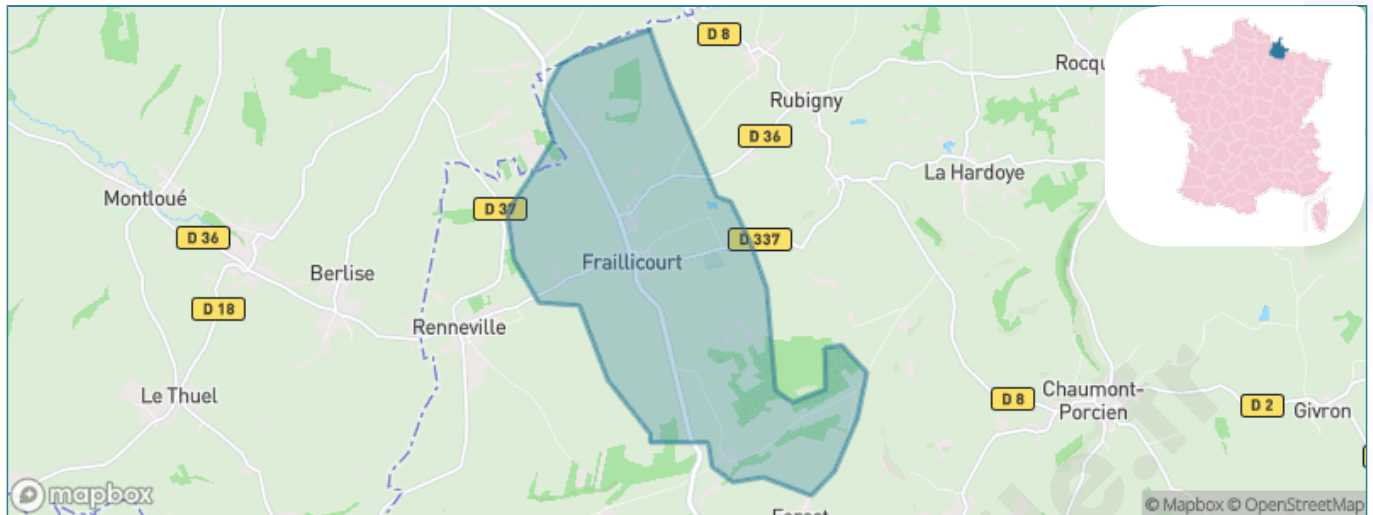 D 8
Rocqu
Rubigny
D 36
La Hardoye
Montloué
D 37
D 36
D 337
Fraillicourt
Berlise
D 18
Renneville
Le Thuel
D 8
Chaumont-
Porcien
D 2
Givron
mapbox
© Mapbox © OpenStreetMap